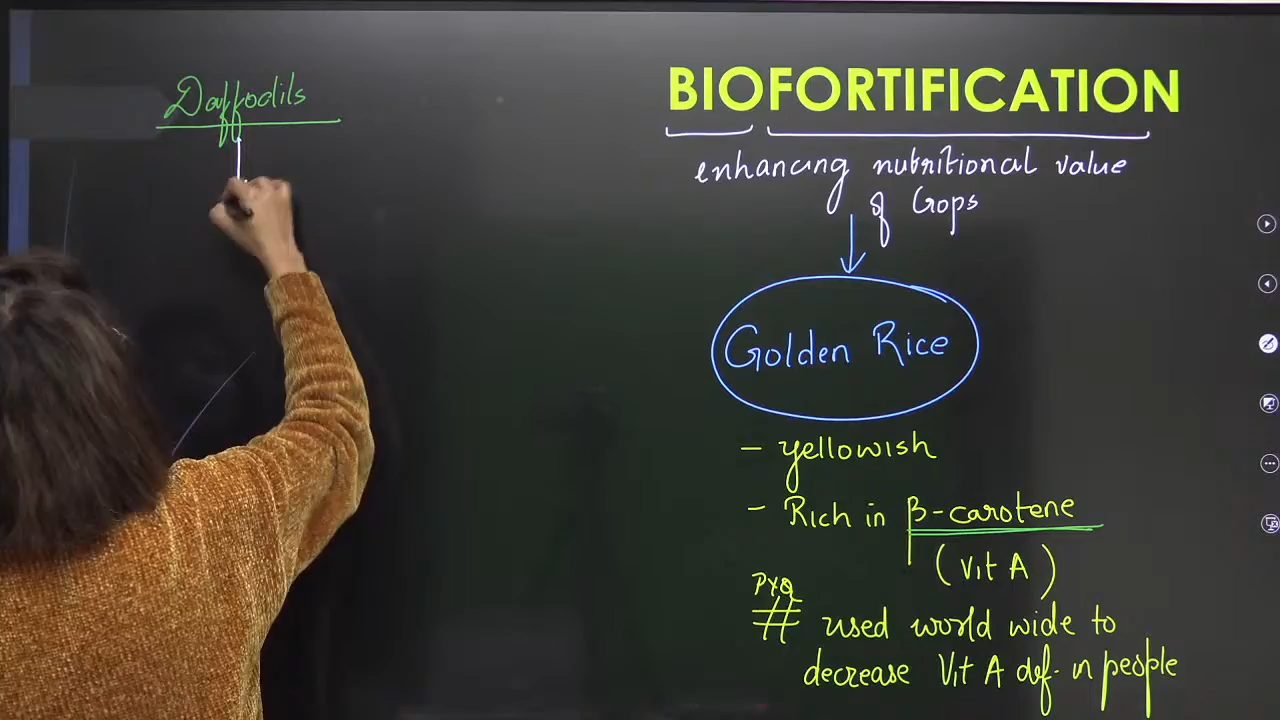 Daffodils
BIOFORTIFICATION
enhancing nutritional value
of Crops
Golden Rice
- yellowish
- Rich in β-carotene
(Vit A)
PYQ
# used world wide to
decrease Vit A def. in people